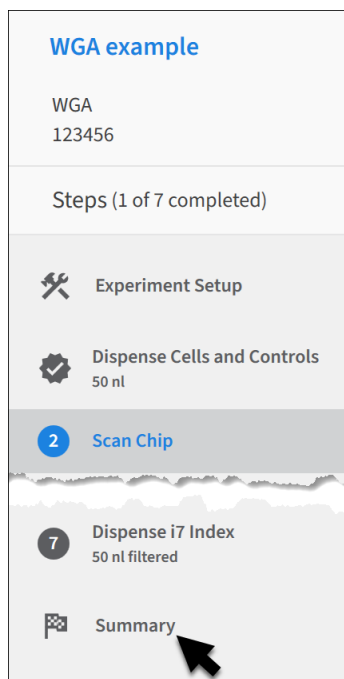 WGA example
WGA
123456
Steps (1 of 7 completed)
Experiment Setup
Dispense Cells and Controls
50 nl
2 Scan Chip
7 Dispense i7 Index
50 nl filtered
Summary